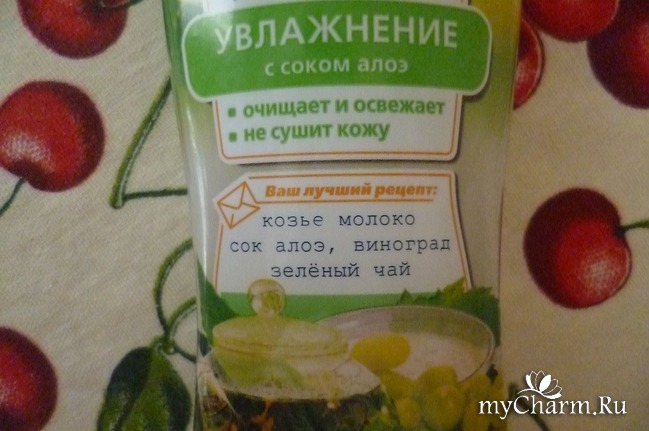 УВЛАЖНЕНИЕ
с соком алоэ
▪ очищает и освежает
▪ не сушит кожу
Ваш лучший рецепт:
козье молоко
сок алоэ, виноград
зелёный чай
myCharm.Ru